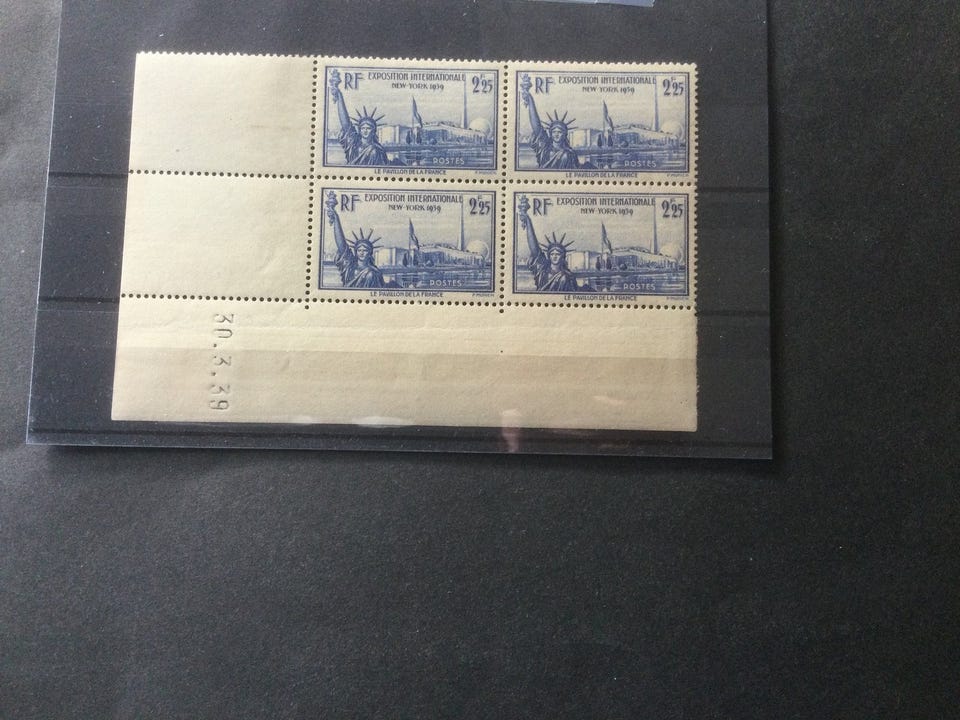 RF EXPOSITION INTERNATIONALE 2F25
NEW-YORK 1939
POSTES
LE PAVILLON DE LA FRANCE
RF EXPOSITION INTERNATIONALE 2F25
NEW-YORK 1939
POSTES
LE PAVILLON DE LA FRANCE
RF EXPOSITION INTERNATIONALE 2F25
NEW-YORK 1939
POSTES
LE PAVILLON DE LA FRANCE
RF EXPOSITION INTERNATIONALE 2F25
NEW-YORK 1939
POSTES
LE PAVILLON DE LA FRANCE
30.3.39